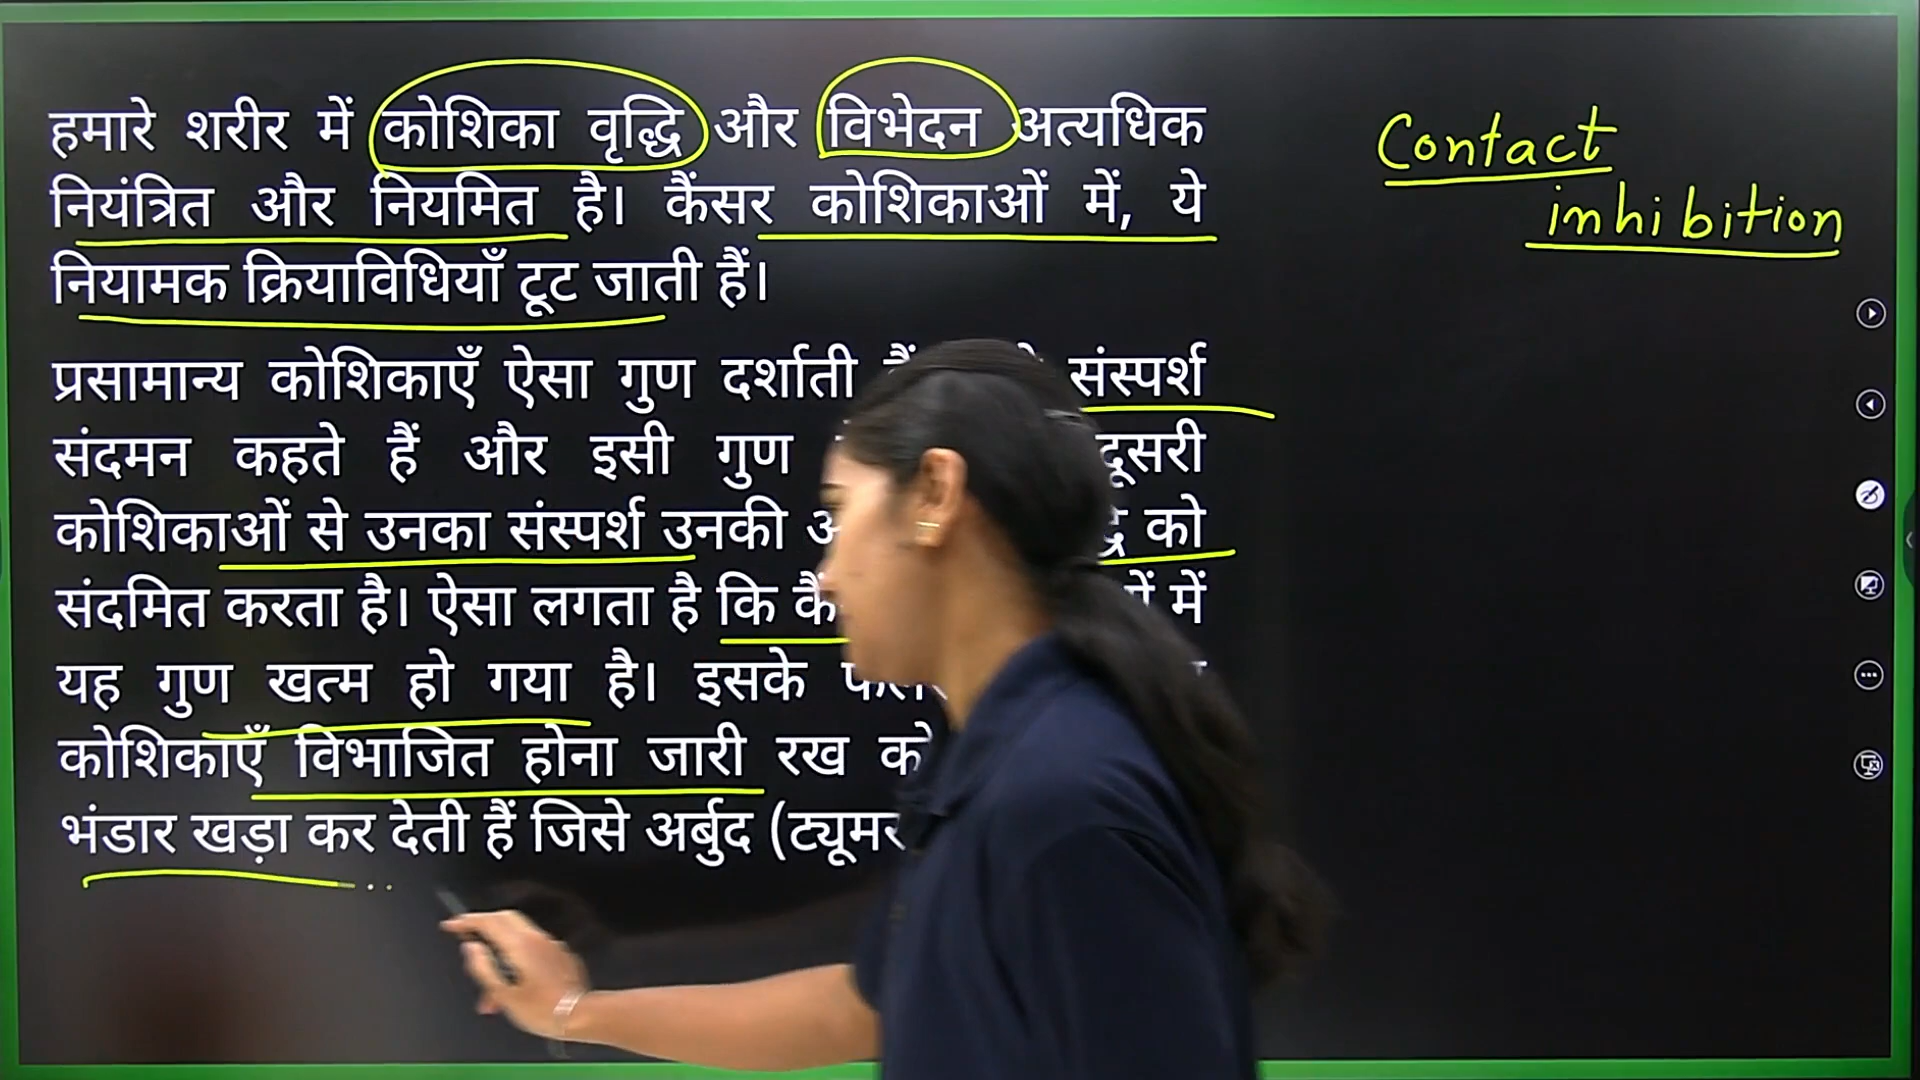 हमारे शरीर में कोशिका वृद्धि और विभेदन अत्यधिक
नियंत्रित और नियमित है। कैंसर कोशिकाओं में, ये
नियामक क्रियाविधियाँ टूट जाती हैं।
प्रसामान्य कोशिकाएँ ऐसा गुण दर्शाती संस्पर्श
संदमन कहते हैं और इसी गुण दूसरी
कोशिकाओं से उनका संस्पर्श उनकी को
संदमित करता है। ऐसा लगता है कि में
यह गुण खत्म हो गया है। इसके
कोशिकाएँ विभाजित होना जारी रख
भंडार खड़ा कर देती हैं जिसे अर्बुद
Contact
inhibition